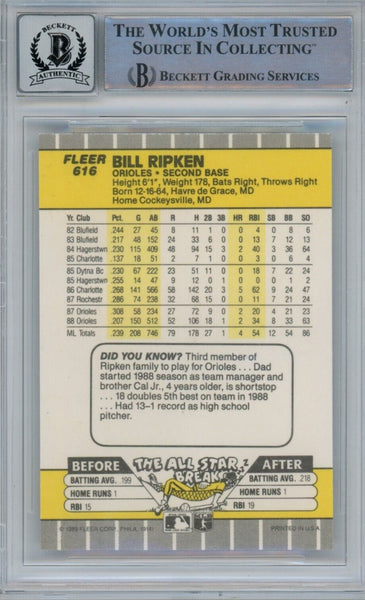 BECKETT
AUTHENTIC
THE WORLD'S MOST TRUSTED
SOURCE IN COLLECTING™
BECKETT GRADING SERVICES
FLEER
616
BILL RIPKEN
ORIOLES • SECOND BASE
Height 6'1", Weight 178, Bats Right, Throws Right
Born 12-16-64, Havre de Grace, MD
Home Cockeysville, MD
Yr. Club Pct. G AB R H 2B 3B HR RBI SB BB SO
82 Bluefield .244 27 45 8 11 1 0 0 4 0 8 6
83 Bluefield .217 48 152 24 33 6 0 0 13 7 12 13
84 Hagerstwn .230 115 409 48 94 15 3 2 40 3 36 64
85 Charlotte .137 18 51 2 7 1 0 0 3 0 6 4
85 Dytna Bc .230 67 222 23 51 11 0 0 18 7 22 24
85 Hagerstwn .255 14 47 9 12 0 1 0 0 0 6 2
86 Charlotte .268 141 566 58 152 20 3 5 62 9 24 47
87 Rochestr .286 74 238 32 68 15 0 0 11 7 21 24
87 Orioles .308 58 234 27 72 9 0 2 20 4 21 23
88 Orioles .207 150 512 52 106 18 1 2 34 8 33 63
ML Totals .239 208 746 79 178 27 1 4 54 12 54 86
DID YOU KNOW? Third member of
Ripken family to play for Orioles . . . Dad
started 1988 season as team manager and
brother Cal Jr., 4 years older, is shortstop
. . . 18 doubles 5th best on team in 1988
. . . Had 13-1 record as high school
pitcher.
BEFORE THE ALL STAR BREAK AFTER
BATTING AVG. .199 BATTING AVG. .218
HOME RUNS 1 HOME RUNS 1
RBI 15 RBI 19
© 1989 FLEER CORP. PHILA. 19141 PRINTED IN U.S.A.